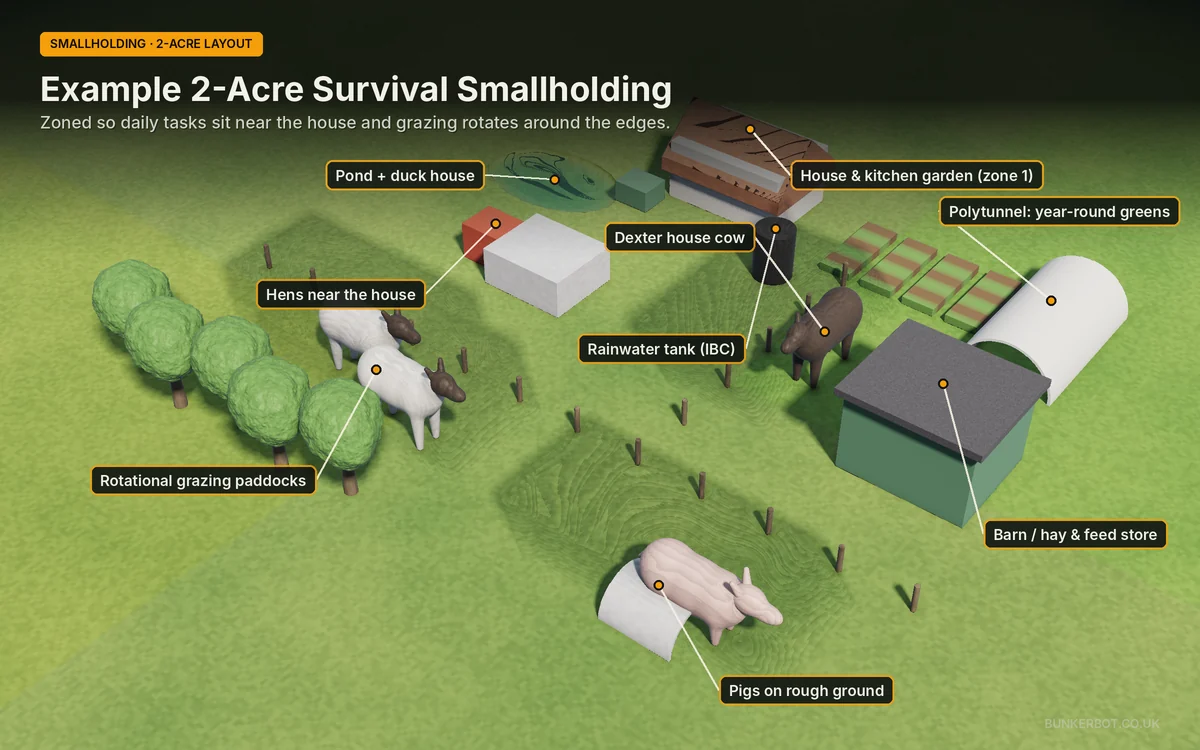 SMALLHOLDING · 2-ACRE LAYOUT
Example 2-Acre Survival Smallholding
Zoned so daily tasks sit near the house and grazing rotates around the edges.
Pond + duck house
House & kitchen garden (zone 1)
Polytunnel: year-round greens
Dexter house cow
Hens near the house
Rainwater tank (IBC)
Rotational grazing paddocks
Barn / hay & feed store
Pigs on rough ground
BUNKERBOT.CO.UK